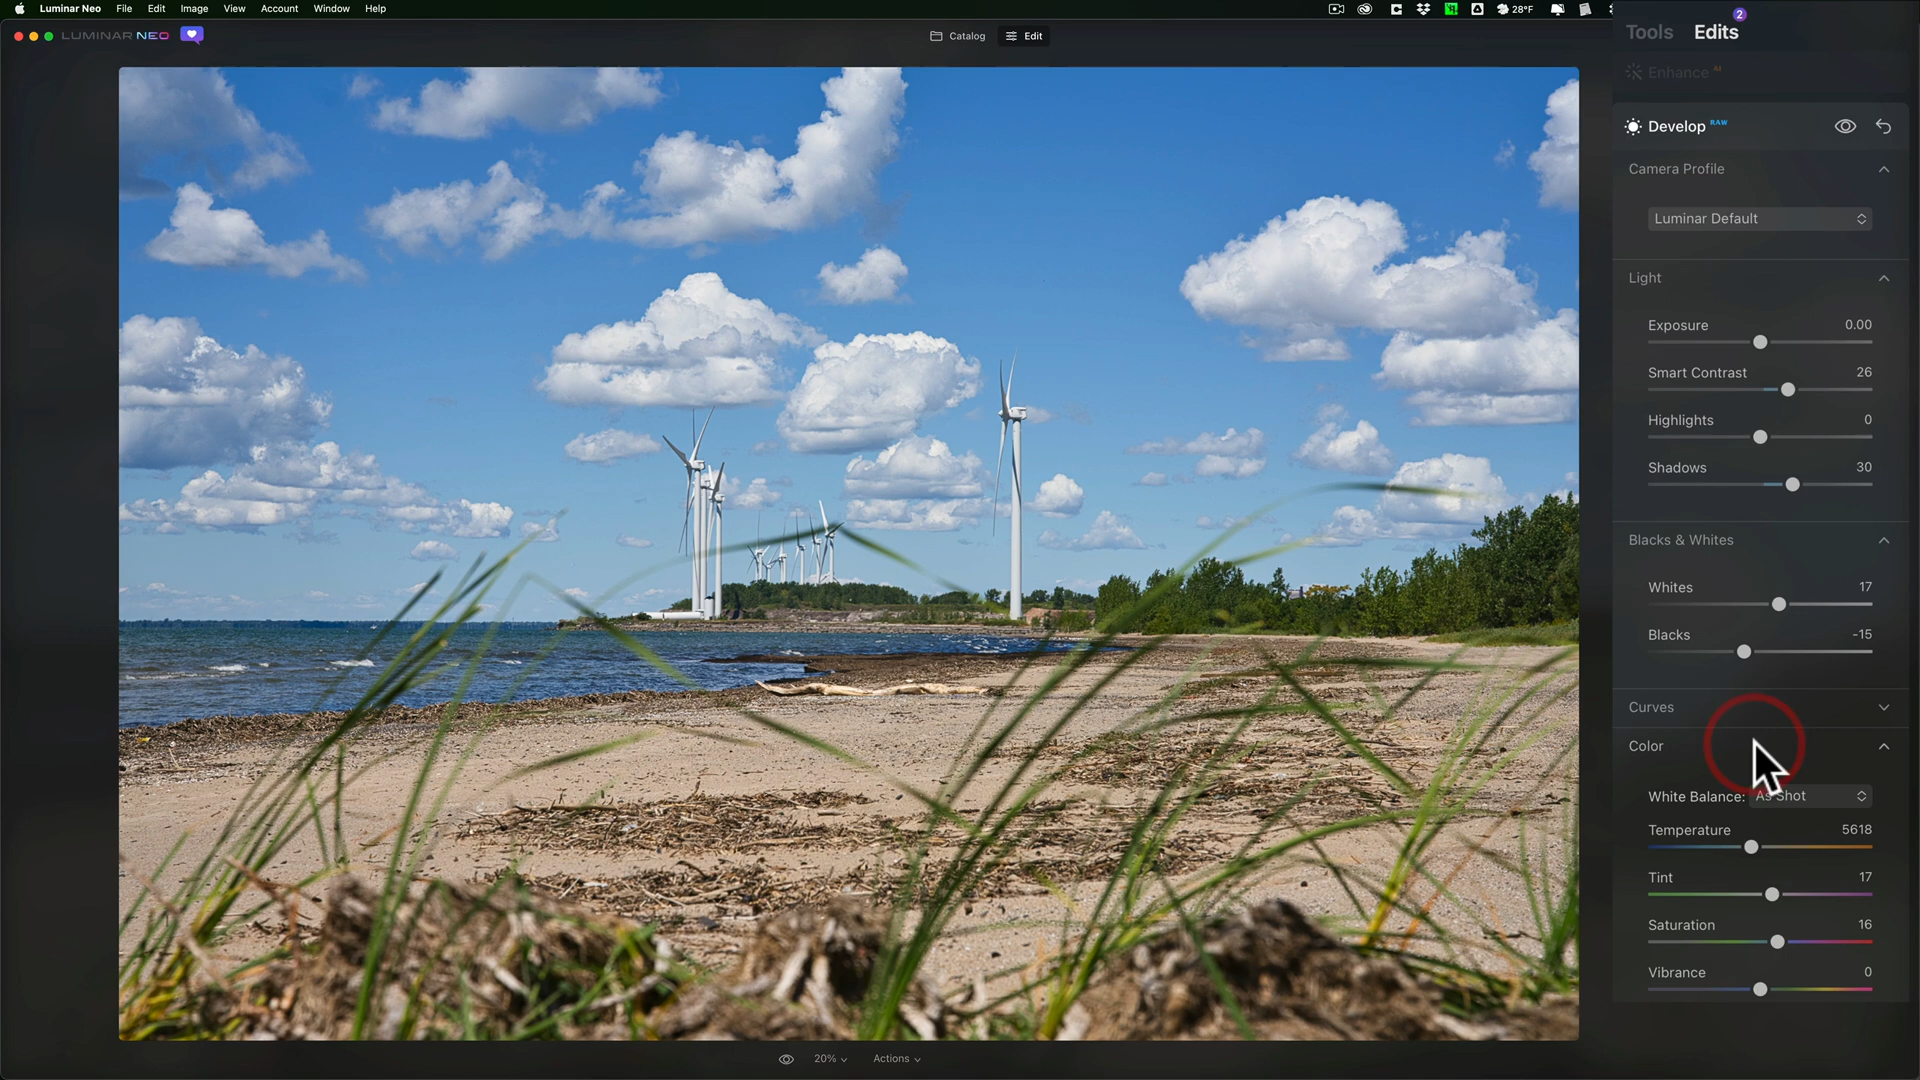 Luminar Neo File Edit Image View Account Window Help
28°F
LUMINAR NEO
Catalog Edit
Tools Edits 2
Enhance AI
Develop RAW
Camera Profile
Luminar Default
Light
Exposure 0.00
Smart Contrast 26
Highlights 0
Shadows 30
Blacks & Whites
Whites 17
Blacks -15
Curves
Color
White Balance: As Shot
Temperature 5618
Tint 17
Saturation 16
Vibrance 0
20% Actions